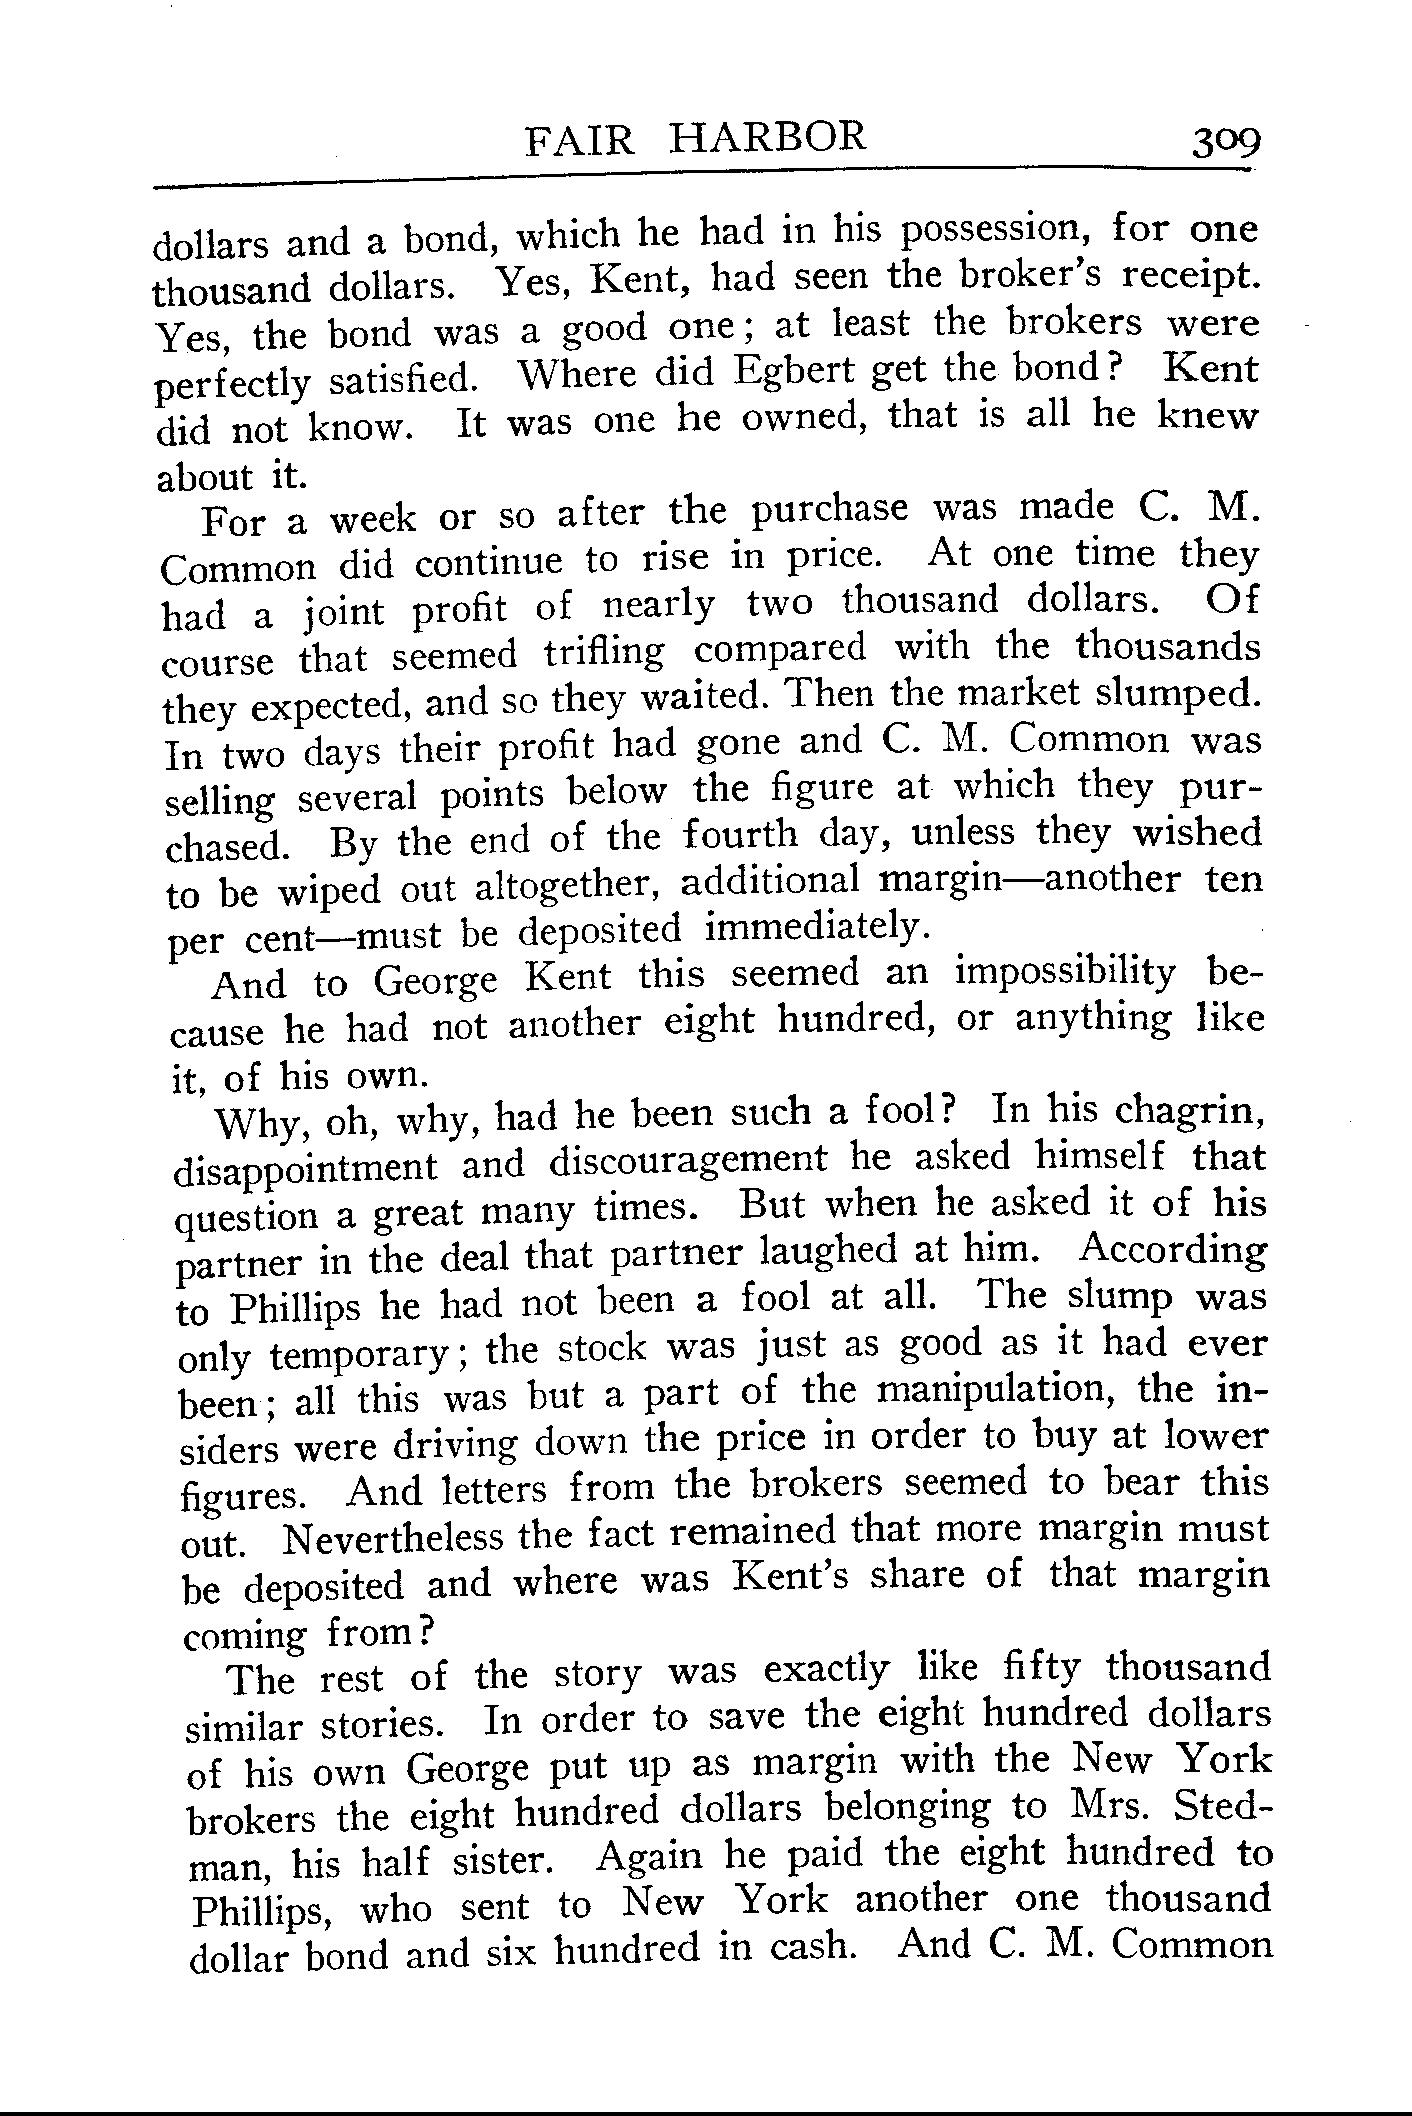 FAIR HARBOR 309
dollars and a bond, which he had in his possession, for one
thousand dollars. Yes, Kent, had seen the broker's receipt.
Yes, the bond was a good one; at least the brokers were
perfectly satisfied. Where did Egbert get the bond? Kent
did not know. It was one he owned, that is all he knew
about it.
For a week or so after the purchase was made C. M.
Common did continue to rise in price. At one time they
had a joint profit of nearly two thousand dollars. Of
course that seemed trifling compared with the thousands
they expected, and so they waited. Then the market slumped.
In two days their profit had gone and C. M. Common was
selling several points below the figure at which they pur-
chased. By the end of the fourth day, unless they wished
to be wiped out altogether, additional margin—another ten
per cent—must be deposited immediately.
And to George Kent this seemed an impossibility be-
cause he had not another eight hundred, or anything like
it, of his own.
Why, oh, why, had he been such a fool? In his chagrin,
disappointment and discouragement he asked himself that
question a great many times. But when he asked it of his
partner in the deal that partner laughed at him. According
to Phillips he had not been a fool at all. The slump was
only temporary; the stock was just as good as it had ever
been; all this was but a part of the manipulation, the in-
siders were driving down the price in order to buy at lower
figures. And letters from the brokers seemed to bear this
out. Nevertheless the fact remained that more margin must
be deposited and where was Kent's share of that margin
coming from?
The rest of the story was exactly like fifty thousand
similar stories. In order to save the eight hundred dollars
of his own George put up as margin with the New York
brokers the eight hundred dollars belonging to Mrs. Sted-
man, his half sister. Again he paid the eight hundred to
Phillips, who sent to New York another one thousand
dollar bond and six hundred in cash. And C. M. Common